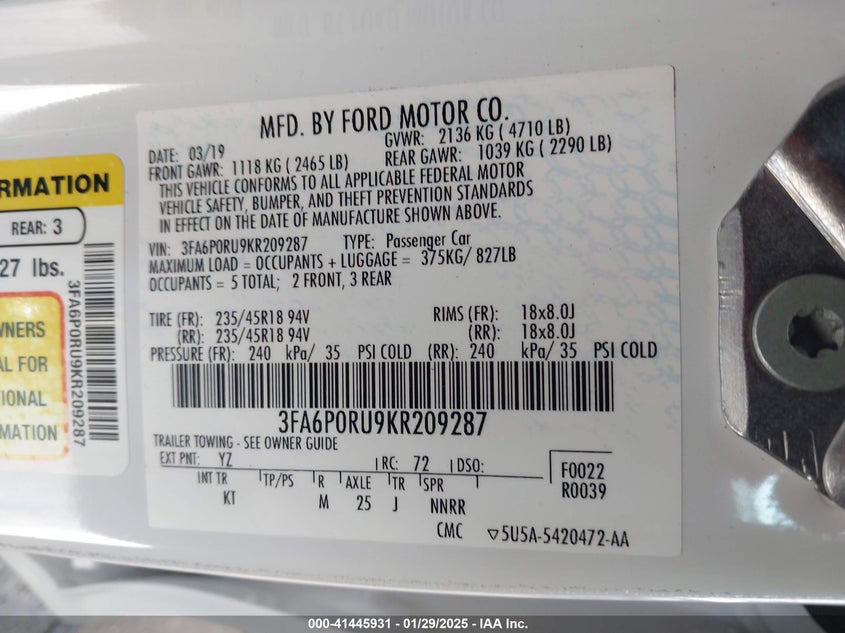 MFD. BY FORD MOTOR CO.
DATE: 03/19
GVWR: 2136 KG ( 4710 LB)
FRONT GAWR: 1118 KG ( 2465 LB)
REAR GAWR: 1039 KG ( 2290 LB)
THIS VEHICLE CONFORMS TO ALL APPLICABLE FEDERAL MOTOR
VEHICLE SAFETY, BUMPER, AND THEFT PREVENTION STANDARDS
IN EFFECT ON THE DATE OF MANUFACTURE SHOWN ABOVE.
VIN: 3FA6P0RU9KR209287 TYPE: Passenger Car
MAXIMUM LOAD = OCCUPANTS + LUGGAGE = 375KG/ 827LB
OCCUPANTS = 5 TOTAL; 2 FRONT, 3 REAR
TIRE (FR): 235/45R18 94V RIMS (FR): 18x8.0J
(RR): 235/45R18 94V (RR): 18x8.0J
PRESSURE (FR): 240 kPa/ 35 PSI COLD (RR): 240 kPa/ 35 PSI COLD
3FA6P0RU9KR209287
TRAILER TOWING - SEE OWNER GUIDE
EXT PNT: YZ RC: 72 DSO:
F0022
R0039
INT TR TP/PS R AXLE TR SPR
KT M 25 J NNRR
CMC ▽5U5A-5420472-AA
RMATION
REAR: 3
27 lbs.
WNERS
AL FOR
IONAL
RMATION
3FA6P0RU9KR209287
000-41445931 - 01/29/2025 - IAA Inc.